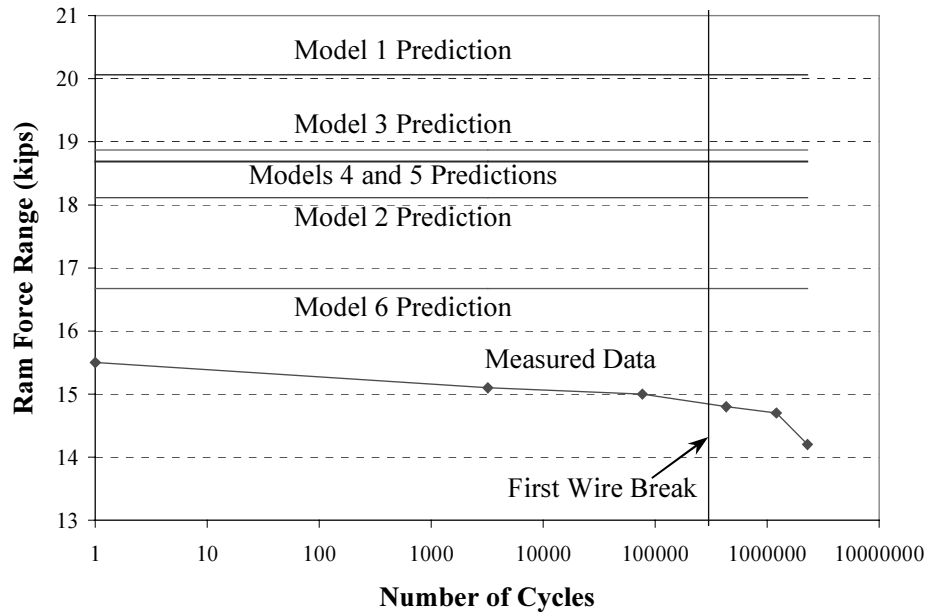 21
20
19
18
17
16
15
14
13
Ram Force Range (kips)
Model 1 Prediction
Model 3 Prediction
Models 4 and 5 Predictions
Model 2 Prediction
Model 6 Prediction
Measured Data
First Wire Break
1 10 100 1000 10000 100000 1000000 10000000
Number of Cycles